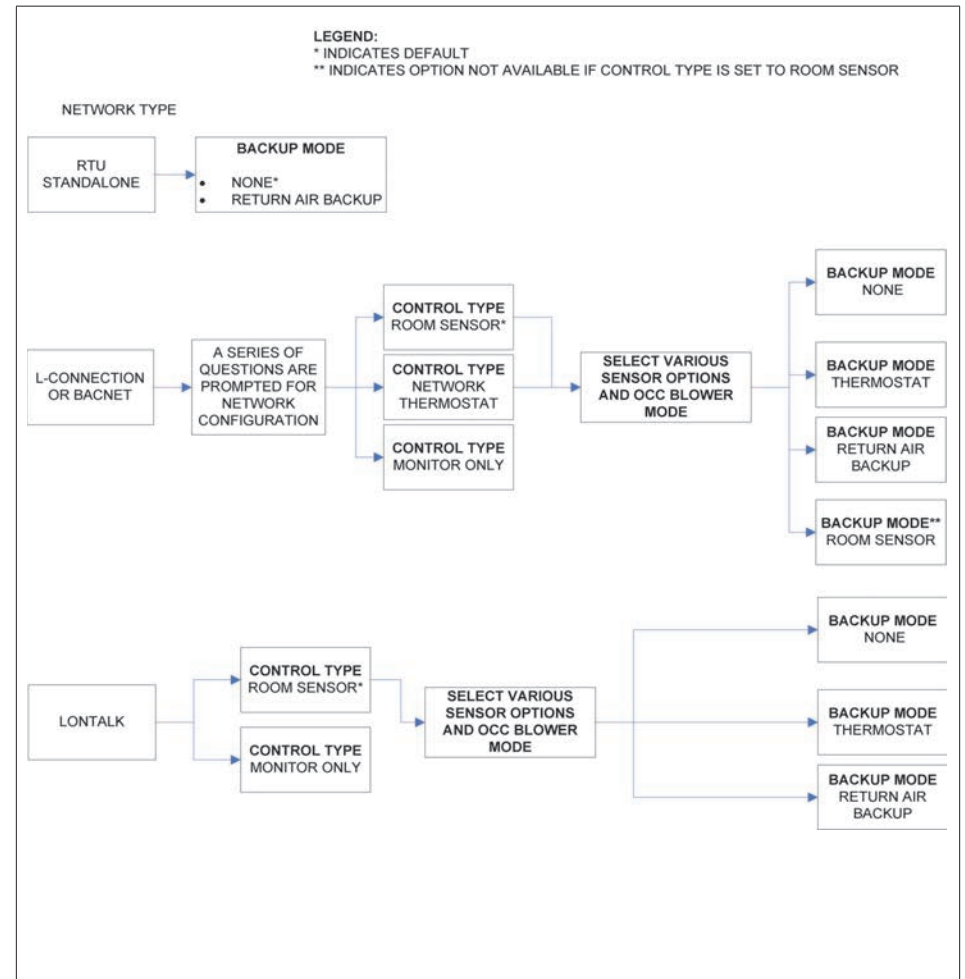 LEGEND:
* INDICATES DEFAULT
** INDICATES OPTION NOT AVAILABLE IF CONTROL TYPE IS SET TO ROOM SENSOR
NETWORK TYPE
RTU
STANDALONE
BACKUP MODE
• NONE*
• RETURN AIR BACKUP
L-CONNECTION
OR BACNET
A SERIES OF
QUESTIONS ARE
PROMPTED FOR
NETWORK
CONFIGURATION
CONTROL TYPE
ROOM SENSOR*
CONTROL TYPE
NETWORK
THERMOSTAT
CONTROL TYPE
MONITOR ONLY
SELECT VARIOUS
SENSOR OPTIONS
AND OCC BLOWER
MODE
BACKUP MODE
NONE
BACKUP MODE
THERMOSTAT
BACKUP MODE
RETURN AIR
BACKUP
BACKUP MODE**
ROOM SENSOR
LONTALK
CONTROL TYPE
ROOM SENSOR*
CONTROL TYPE
MONITOR ONLY
SELECT VARIOUS
SENSOR OPTIONS
AND OCC BLOWER
MODE
BACKUP MODE
NONE
BACKUP MODE
THERMOSTAT
BACKUP MODE
RETURN AIR
BACKUP